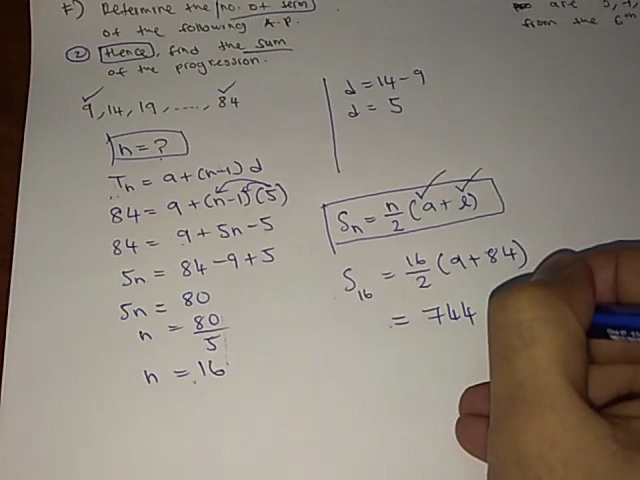 F) Determine the no. of term
of the following A.P.
② Hence, find the sum
of the progression.
9, 14, 19, ....., 84
n = ?
Tn = a + (n-1) d
84 = 9 + (n-1)(5)
84 = 9 + 5n - 5
5n = 84 - 9 + 5
5n = 80
n = 80/5
n = 16
d = 14 - 9
d = 5
Sn = n/2 (a + l)
S16 = 16/2 (9 + 84)
= 744
are
from the 6th